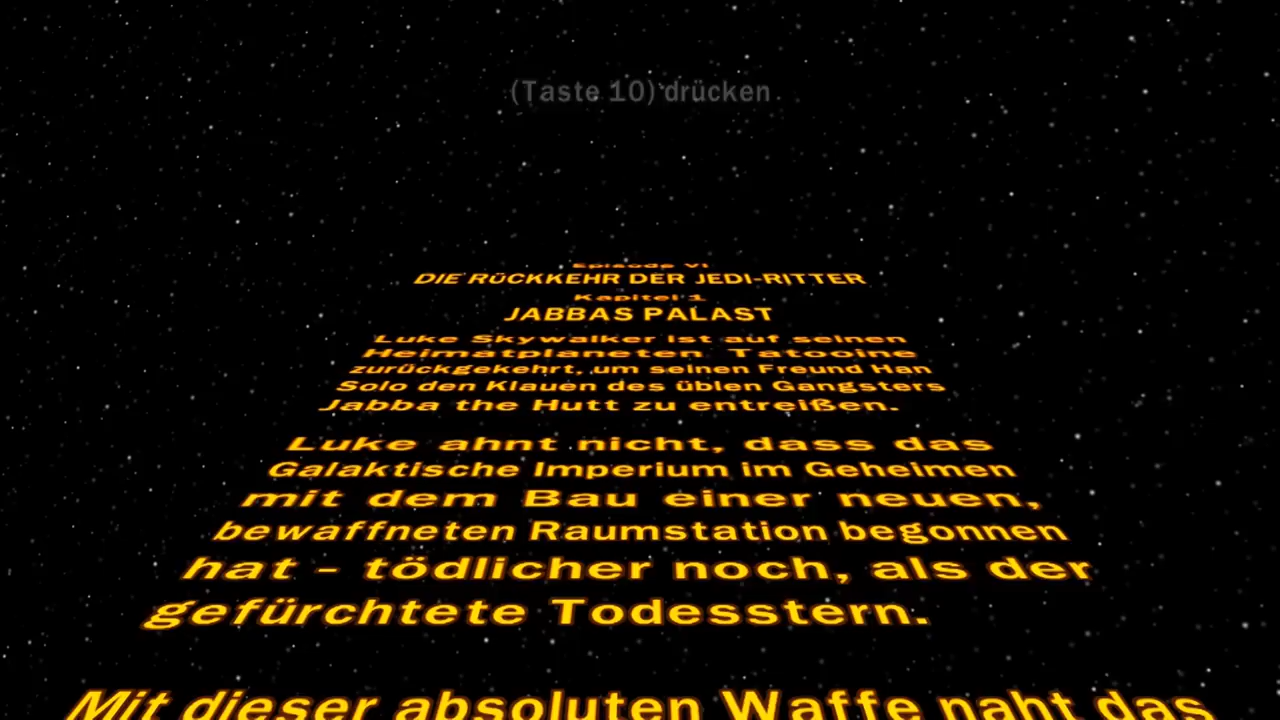 (Taste 10) drücken
Episode VI
DIE RüCKKEHR DER JEDI-RITTER
Kapitel 1
JABBAS PALAST
Luke Skywalker ist auf seinen
Heimatplaneten Tatooine
zurückgekehrt, um seinen Freund Han
Solo den Klauen des üblen Gangsters
Jabba the Hutt zu entreißen.
Luke ahnt nicht, dass das
Galaktische Imperium im Geheimen
mit dem Bau einer neuen,
bewaffneten Raumstation begonnen
hat - tödlicher noch, als der
gefürchtete Todesstern.
Mit dieser absoluten Waffe naht das